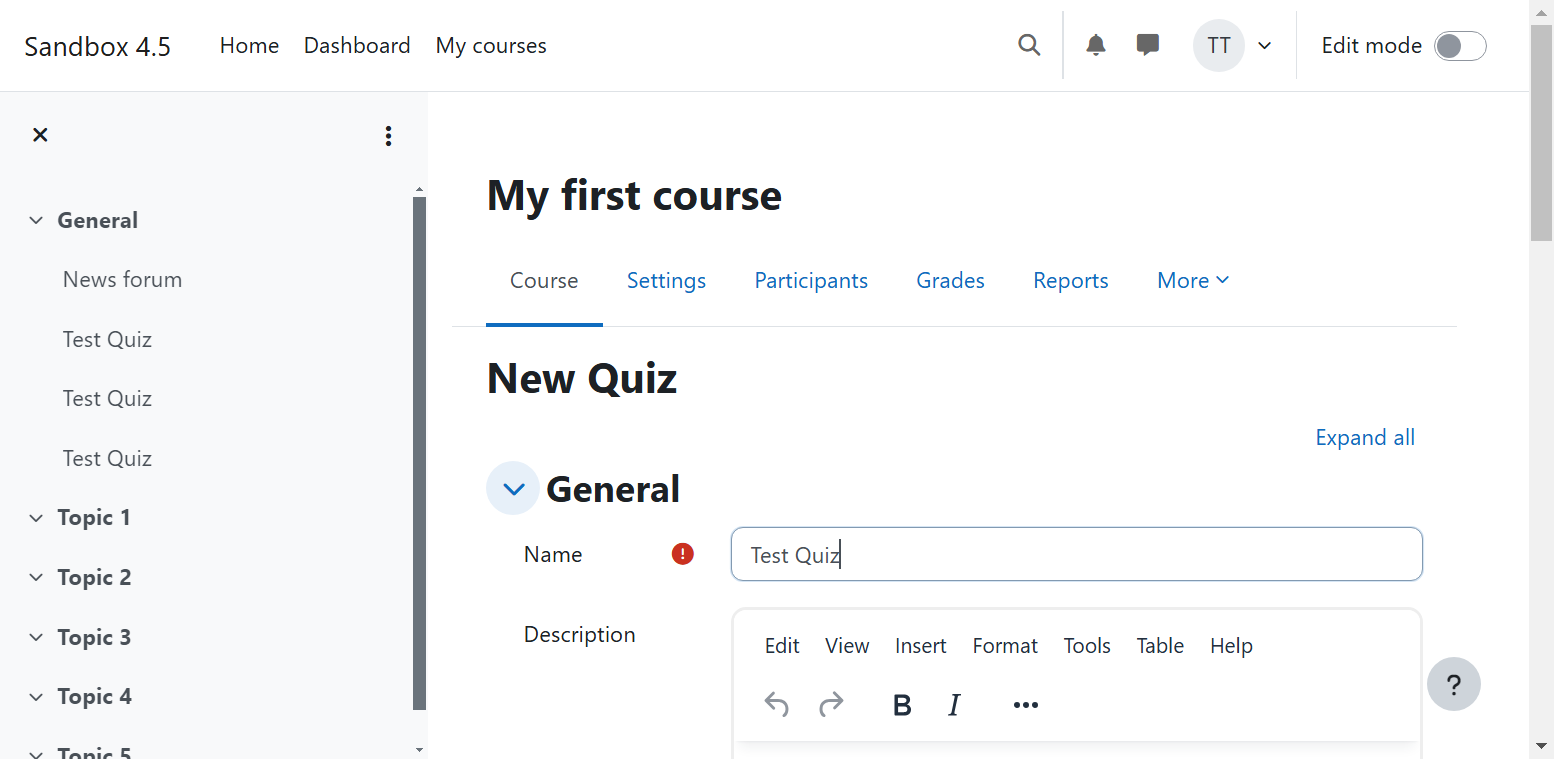 Sandbox 4.5 Home Dashboard My courses TT Edit mode
General
News forum
Test Quiz
Test Quiz
Test Quiz
Topic 1
Topic 2
Topic 3
Topic 4
Topic 5
My first course
Course Settings Participants Grades Reports More
New Quiz
Expand all
General
Name ! Test Quiz
Description
Edit View Insert Format Tools Table Help
B I
?